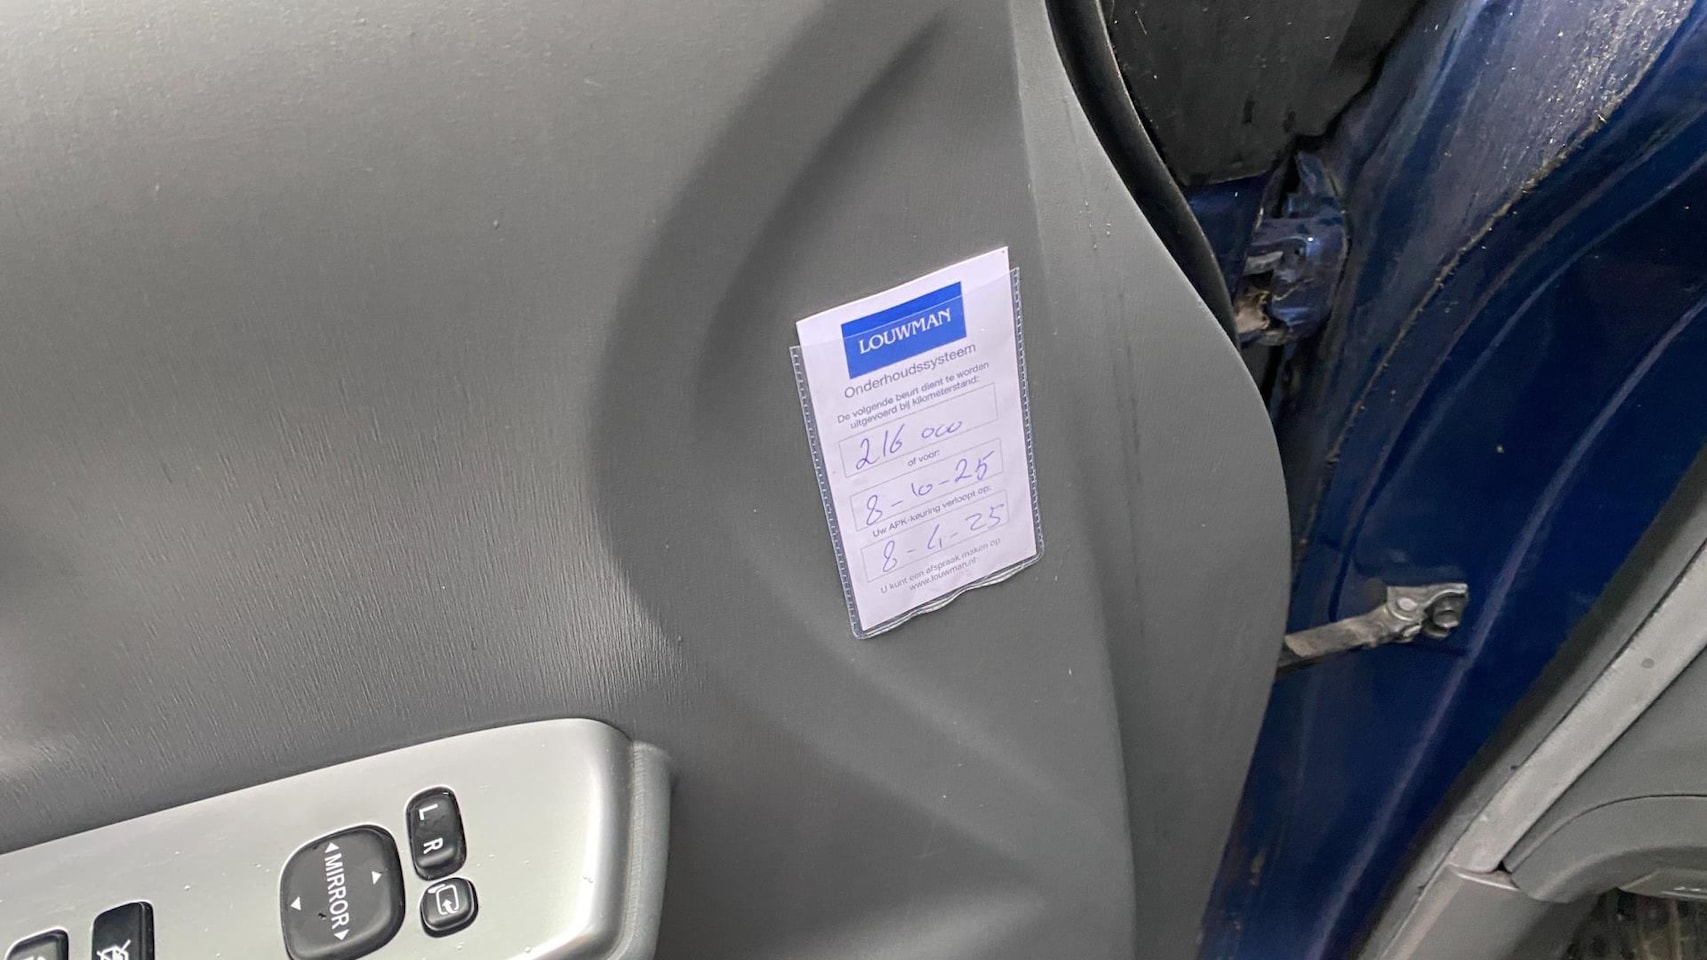 LOUWMAN
Onderhoudssysteem
De volgende beurt dient te worden
uitgevoerd bij kilometerstand:
216 000
of voor:
8-10-25
Uw APK-keuring verloopt op:
8-4-25
U kunt een afspraak maken op
www.louwman.nl
L R
MIRROR